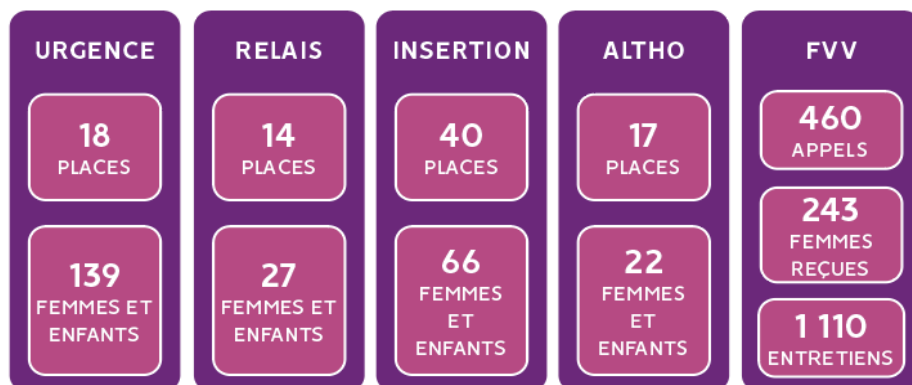 URGENCE
18
PLACES
139
FEMMES ET
ENFANTS
RELAIS
14
PLACES
27
FEMMES ET
ENFANTS
INSERTION
40
PLACES
66
FEMMES
ET
ENFANTS
ALTHO
17
PLACES
22
FEMMES
ET
ENFANTS
FVV
460
APPELS
243
FEMMES
REÇUES
1 110
ENTRETIENS